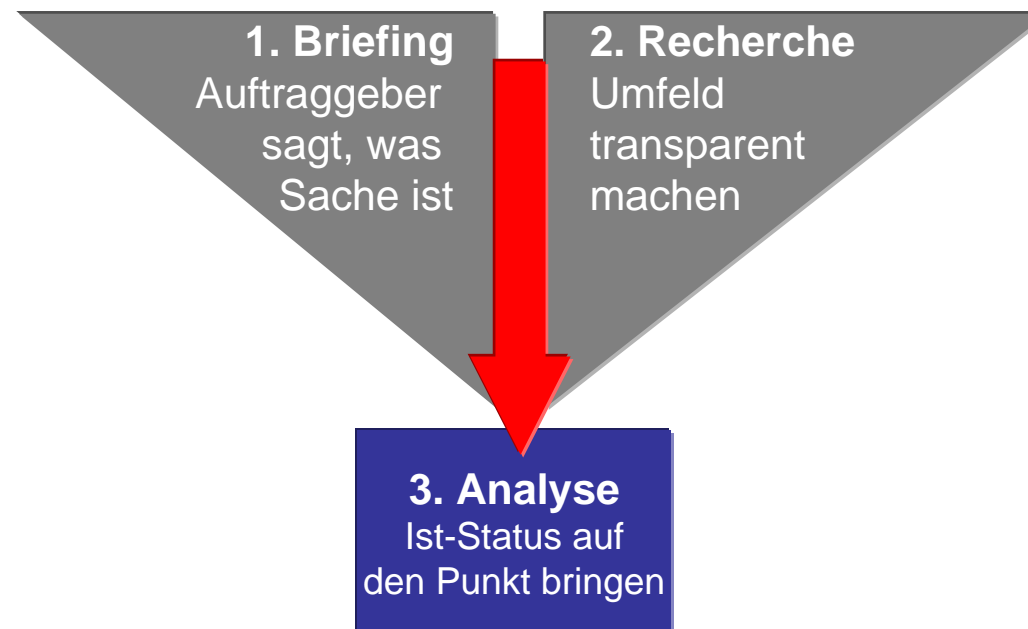 1. Briefing
Auftraggeber
sagt, was
Sache ist
2. Recherche
Umfeld
transparent
machen
3. Analyse
Ist-Status auf
den Punkt bringen